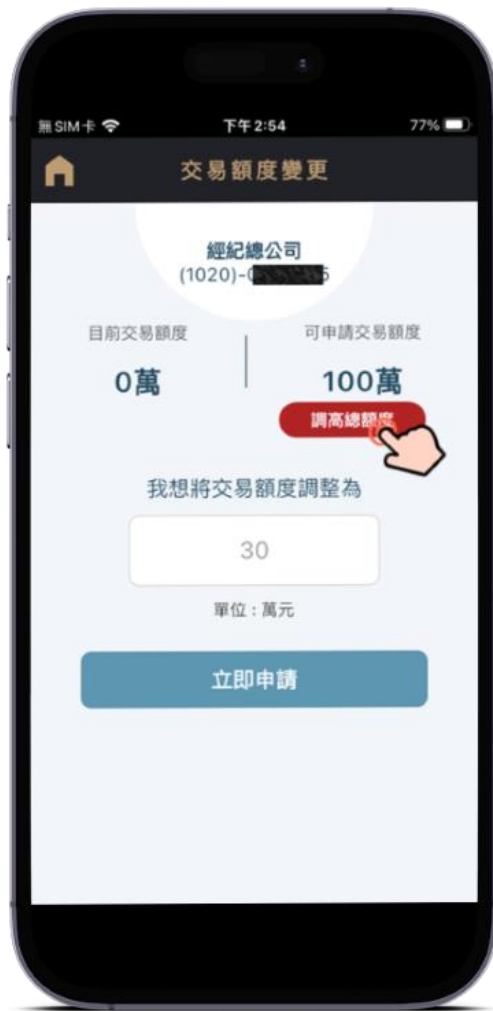 無SIM卡 下午2:54 77%
交易額度變更
經紀總公司
(1020)-0 5
目前交易額度 可申請交易額度
0萬 100萬
調高總額度
我想將交易額度調整為
30
單位：萬元
立即申請